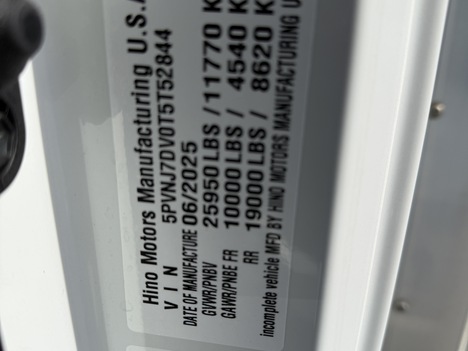 Hino Motors Manufacturing U.S.A
VIN 5PVNJ7DV0T5T52844
DATE OF MANUFACTURE 06/2025
GVWR/PNBV 25950 LBS / 11770 K
GAWR/PNBE FR 10000 LBS / 4540 K
RR 19000 LBS / 8620 K
incomplete vehicle MFD BY HINO MOTORS MANUFACTURING U